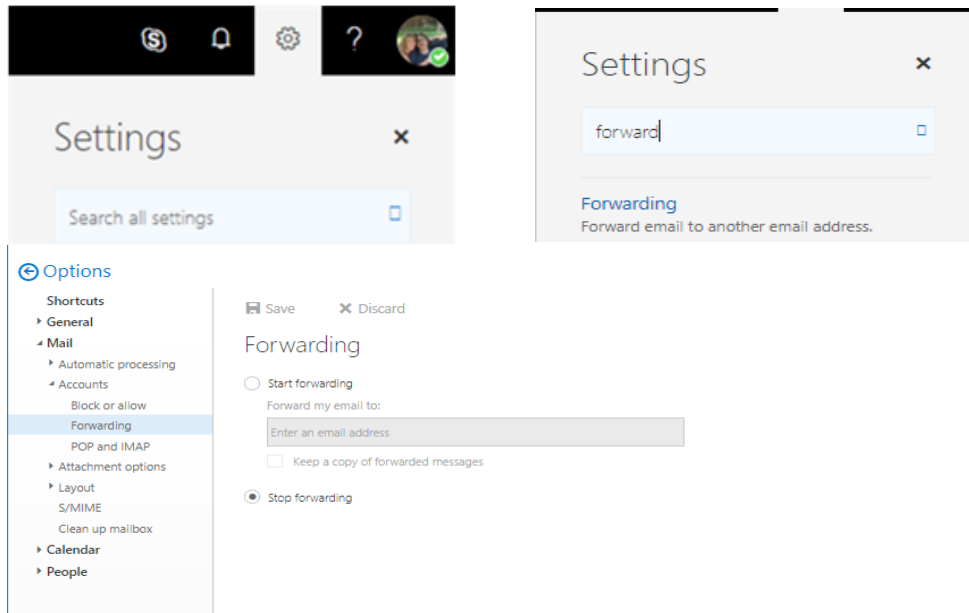 Settings
Search all settings
Settings
forward
Forwarding
Forward email to another email address.
Options
Shortcuts
General
Mail
Automatic processing
Accounts
Block or allow
Forwarding
POP and IMAP
Attachment options
Layout
S/MIME
Clean up mailbox
Calendar
People
Save Discard
Forwarding
Start forwarding
Forward my email to:
Enter an email address
Keep a copy of forwarded messages
Stop forwarding